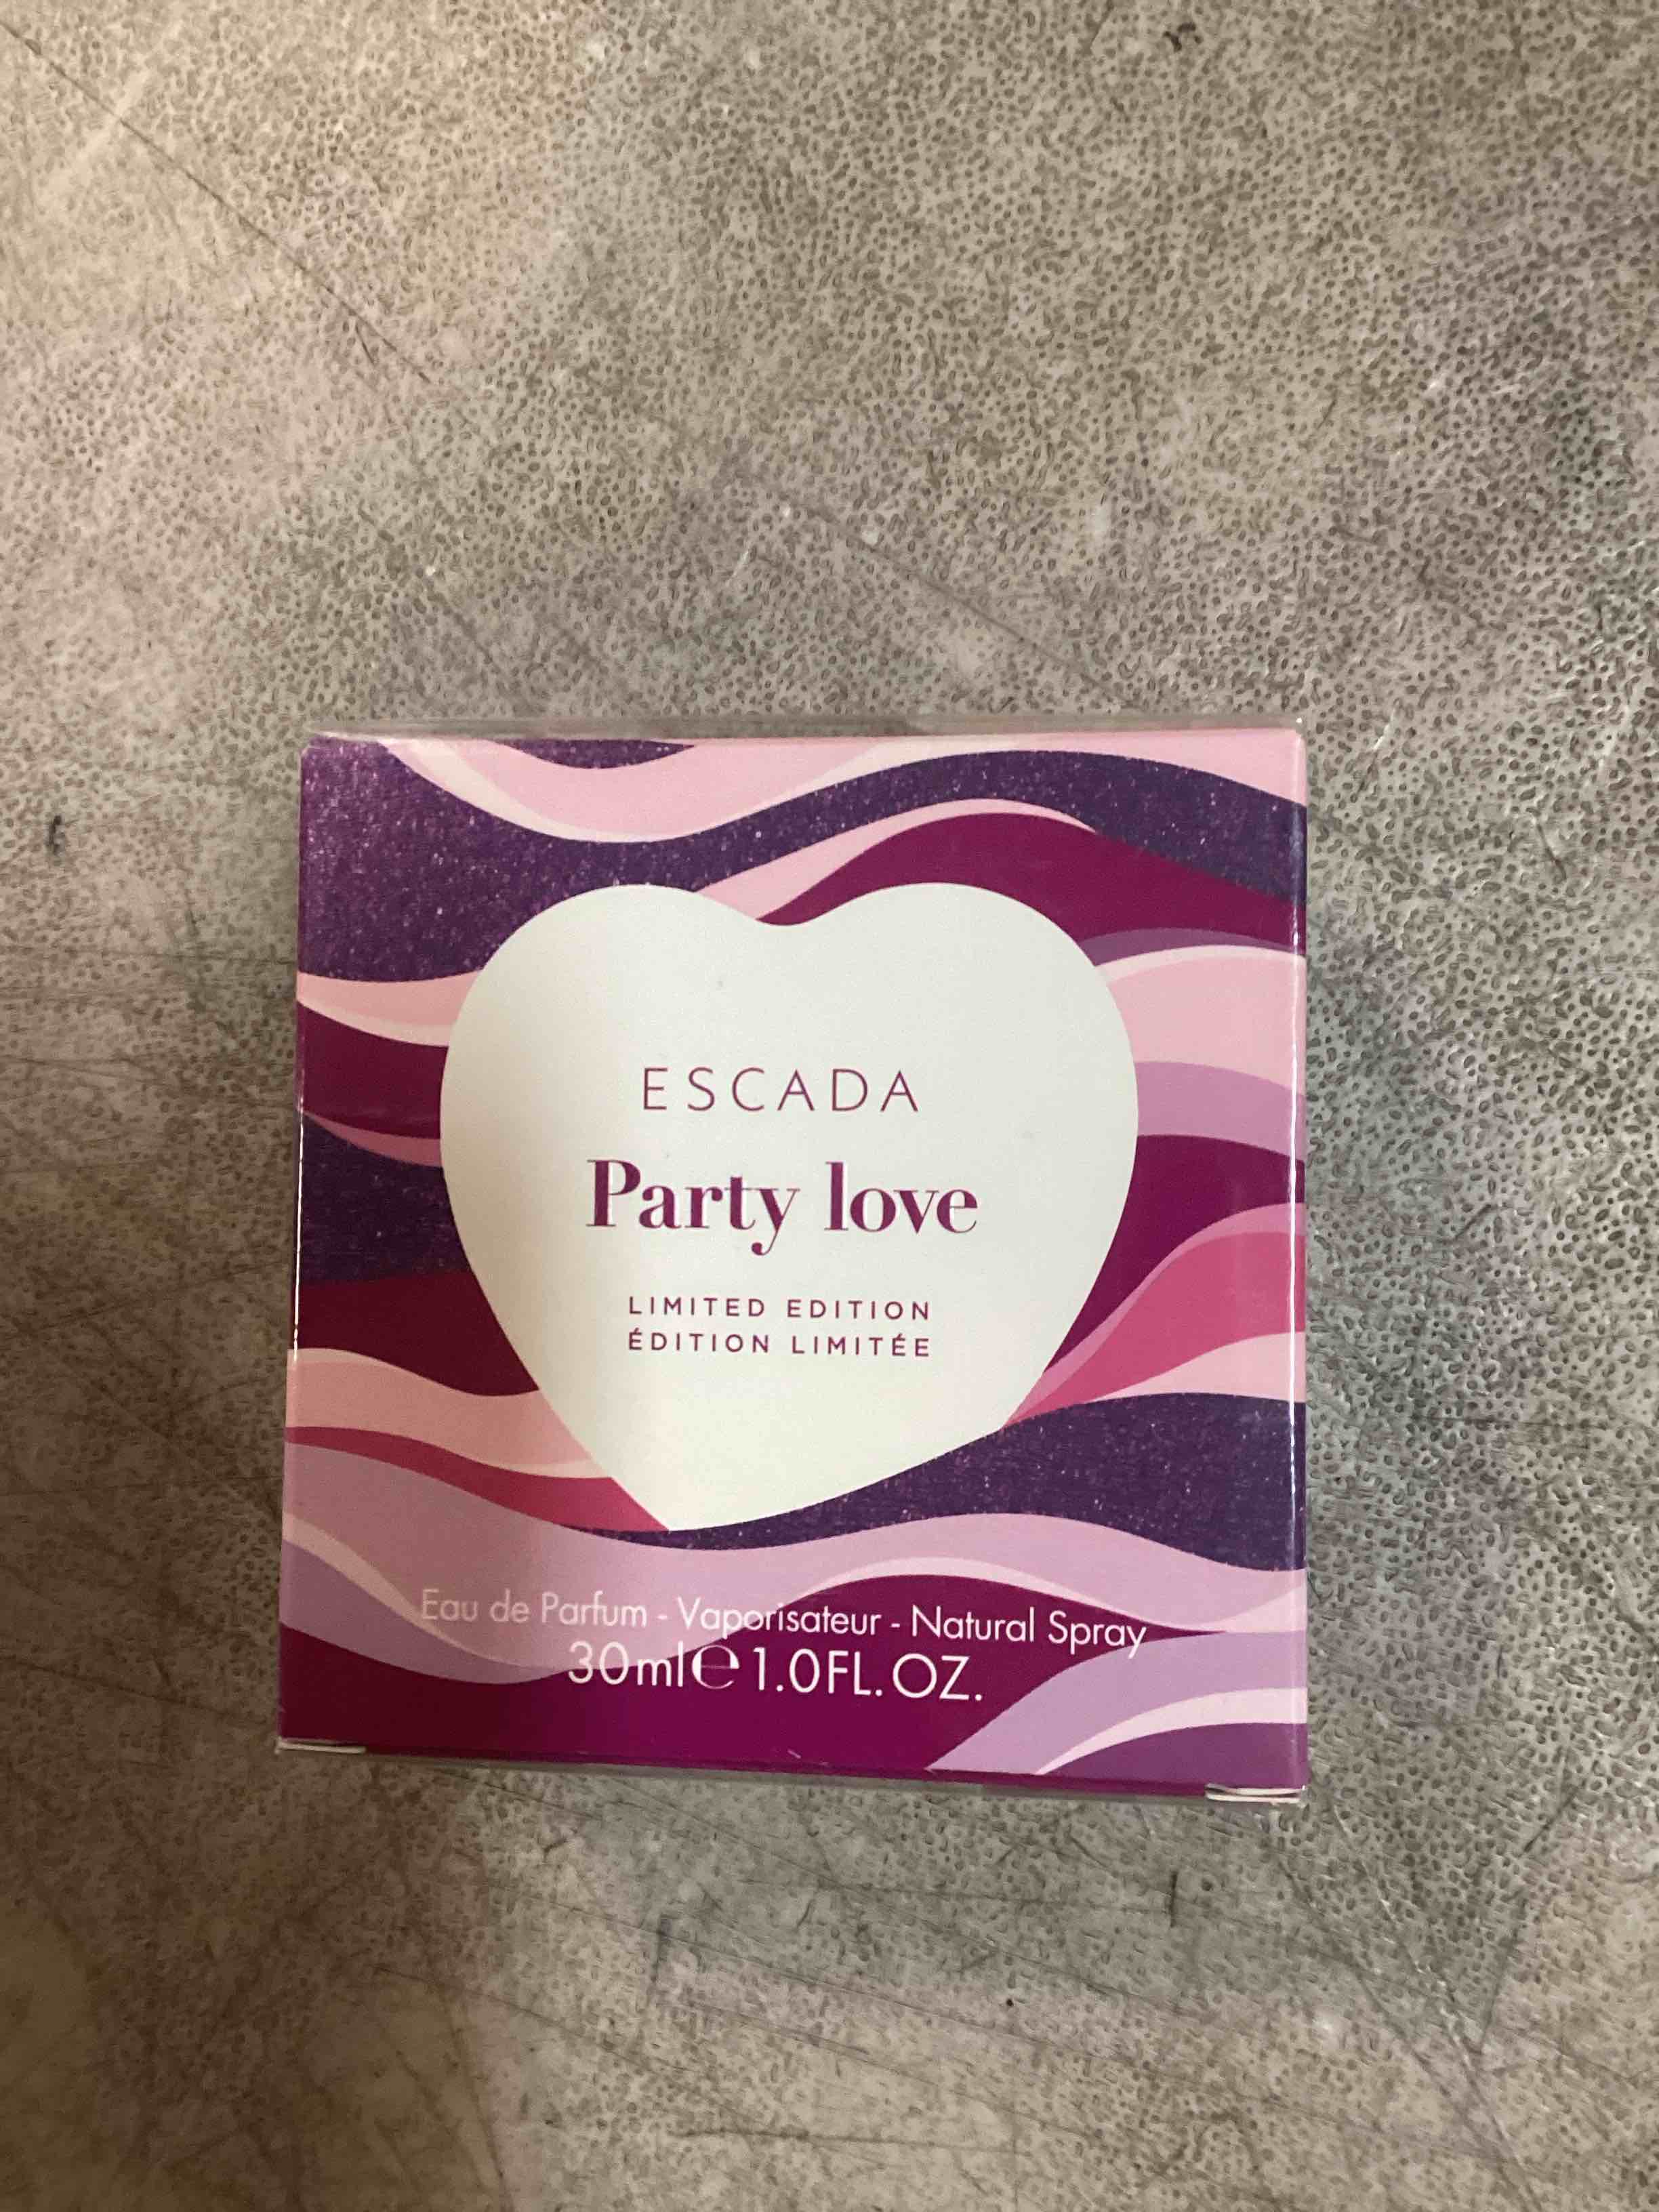 ESCADA
Party love
LIMITED EDITION
ÉDITION LIMITÉE
Eau de Parfum - Vaporisateur - Natural Spray
30ml℮1.0FL.OZ.